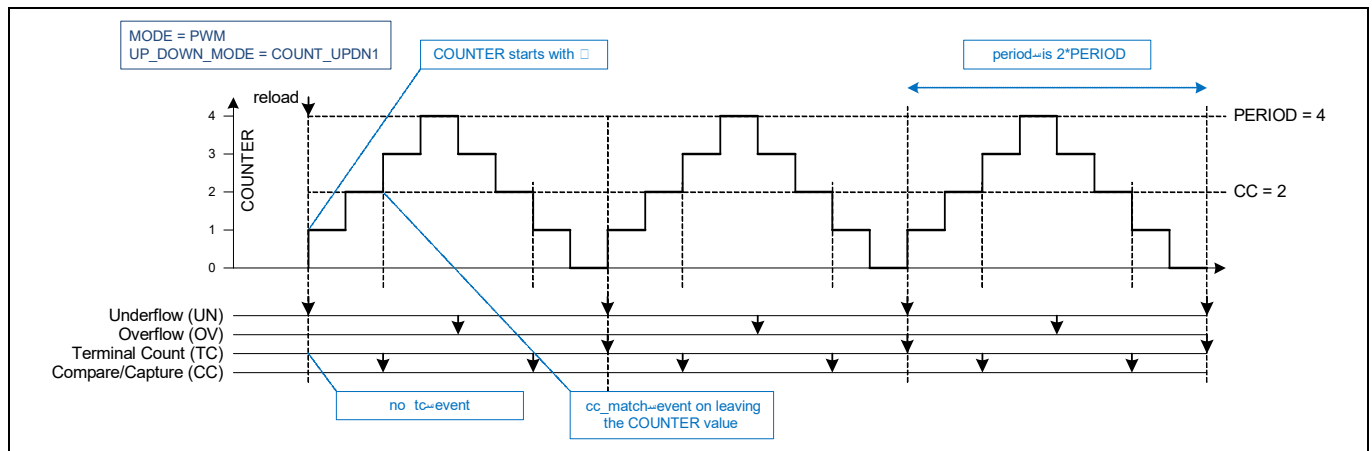 MODE = PWM
UP_DOWN_MODE = COUNT_UPDN1
COUNTER starts with □
period is 2*PERIOD
reload
4
PERIOD = 4
3
COUNTER
2
CC = 2
1
0
Underflow (UN)
Overflow (OV)
Terminal Count (TC)
Compare/Capture (CC)
no tc event
cc_match event on leaving
the COUNTER value